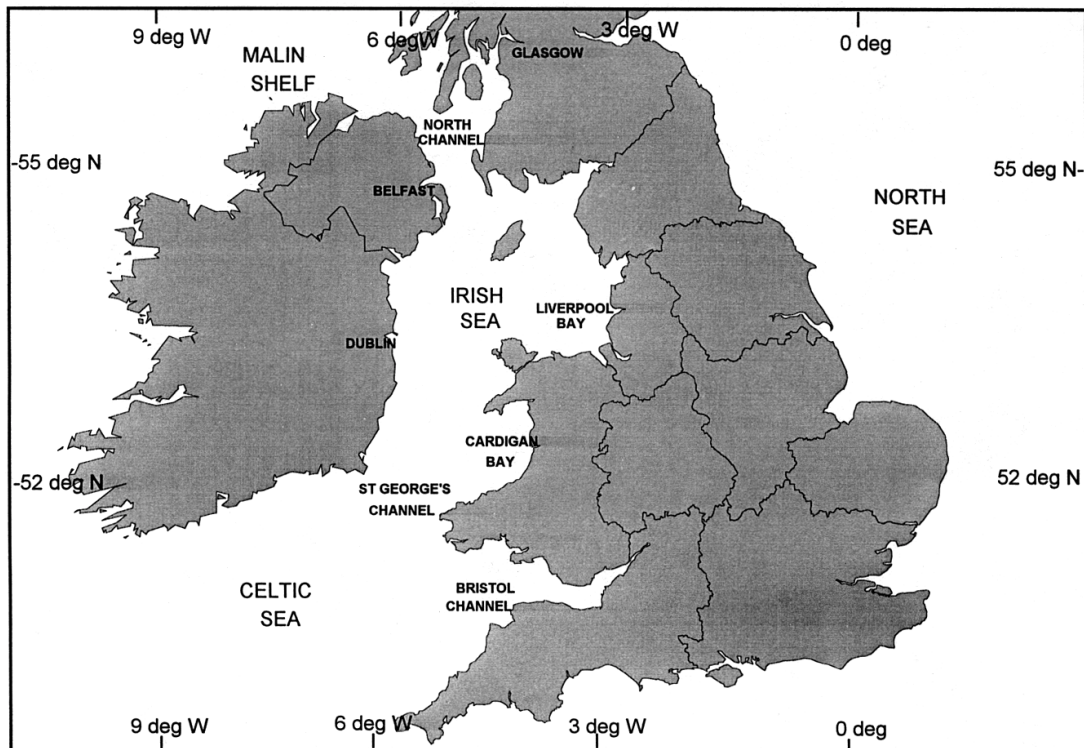 9 deg W
6 degW
3 deg W
0 deg
GLASGOW
MALIN
SHELF
NORTH
CHANNEL
-55 deg N
55 deg N-
BELFAST
NORTH
SEA
IRISH
SEA
LIVERPOOL
BAY
DUBLIN
CARDIGAN
BAY
-52 deg N
52 deg N
ST GEORGE'S
CHANNEL
CELTIC
SEA
BRISTOL
CHANNEL
9 deg W
6 deg W
3 deg W
0 deg